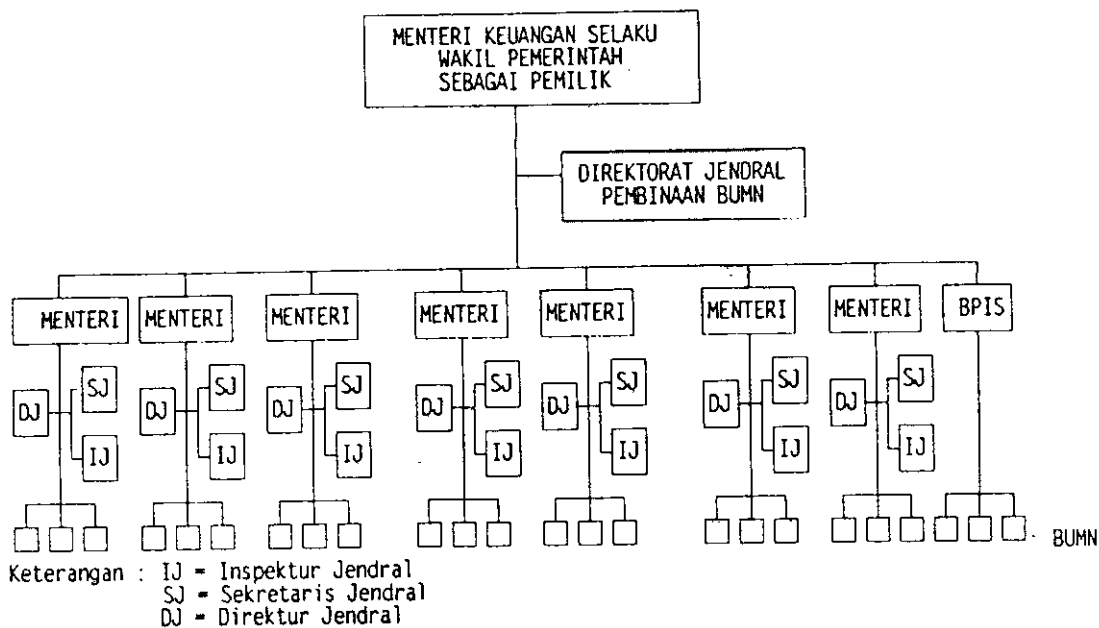 MENTERI KEUANGAN SELAKU
WAKIL PEMERINTAH
SEBAGAI PEMILIK
DIREKTORAT JENDRAL
PEMBINAAN BUMN
MENTERI MENTERI MENTERI MENTERI MENTERI MENTERI MENTERI BPIS
SJ SJ SJ SJ SJ SJ SJ
DJ DJ DJ DJ DJ DJ DJ
IJ IJ IJ IJ IJ IJ IJ
BUMN
Keterangan : IJ = Inspektur Jendral
SJ = Sekretaris Jendral
DJ = Direktur Jendral